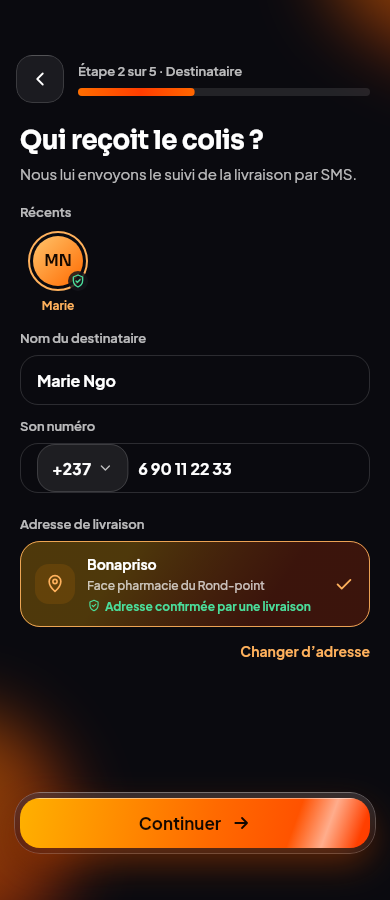 Étape 2 sur 5 · Destinataire
Qui reçoit le colis ?
Nous lui envoyons le suivi de la livraison par SMS.
Récents
MN
Marie
Nom du destinataire
Marie Ngo
Son numéro
+237 6 90 11 22 33
Adresse de livraison
Bonapriso
Face pharmacie du Rond-point
Adresse confirmée par une livraison
Changer d’adresse
Continuer →